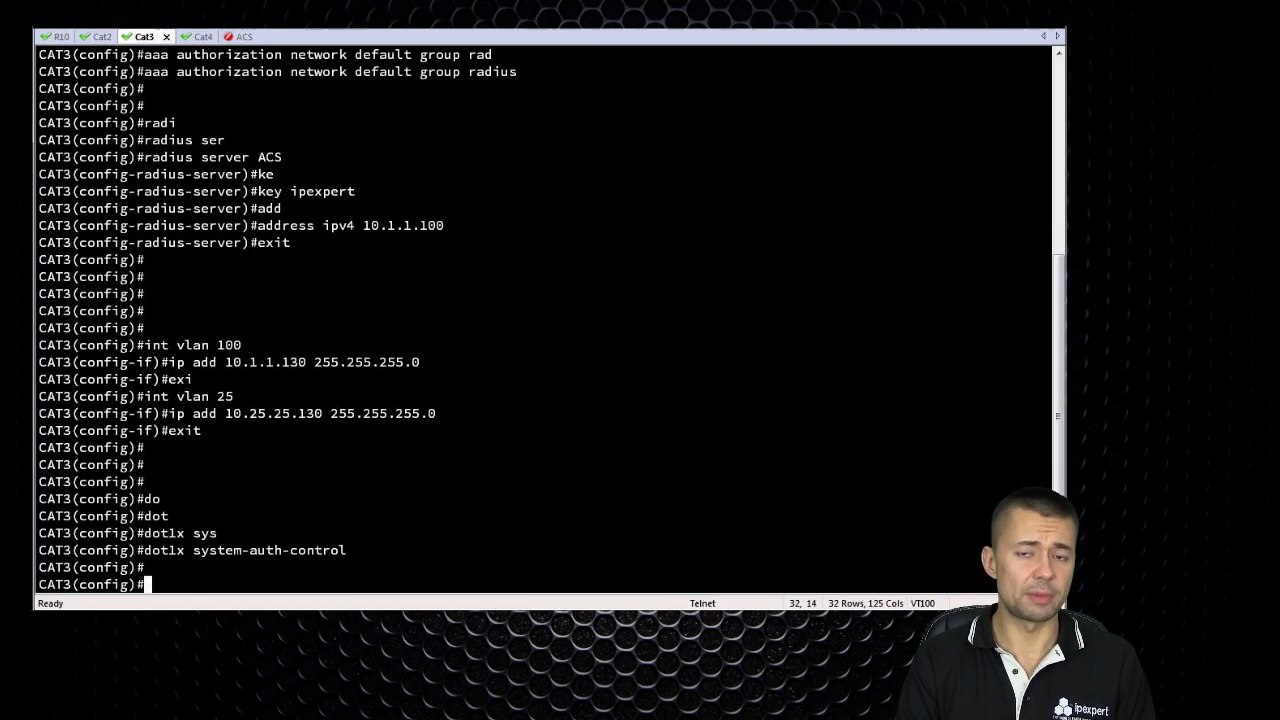 R10 Cat2 Cat3 Cat4 ACS
CAT3(config)#aaa authorization network default group rad
CAT3(config)#aaa authorization network default group radius
CAT3(config)#
CAT3(config)#
CAT3(config)#radi
CAT3(config)#radius ser
CAT3(config)#radius server ACS
CAT3(config-radius-server)#ke
CAT3(config-radius-server)#key ipexpert
CAT3(config-radius-server)#add
CAT3(config-radius-server)#address ipv4 10.1.1.100
CAT3(config-radius-server)#exit
CAT3(config)#
CAT3(config)#
CAT3(config)#
CAT3(config)#
CAT3(config)#
CAT3(config)#int vlan 100
CAT3(config-if)#ip add 10.1.1.130 255.255.255.0
CAT3(config-if)#exi
CAT3(config)#int vlan 25
CAT3(config-if)#ip add 10.25.25.130 255.255.255.0
CAT3(config-if)#exit
CAT3(config)#
CAT3(config)#
CAT3(config)#
CAT3(config)#do
CAT3(config)#dot
CAT3(config)#dot1x sys
CAT3(config)#dot1x system-auth-control
CAT3(config)#
CAT3(config)#
Ready Telnet 32, 14 32 Rows, 125 Cols VT100
ipexpert